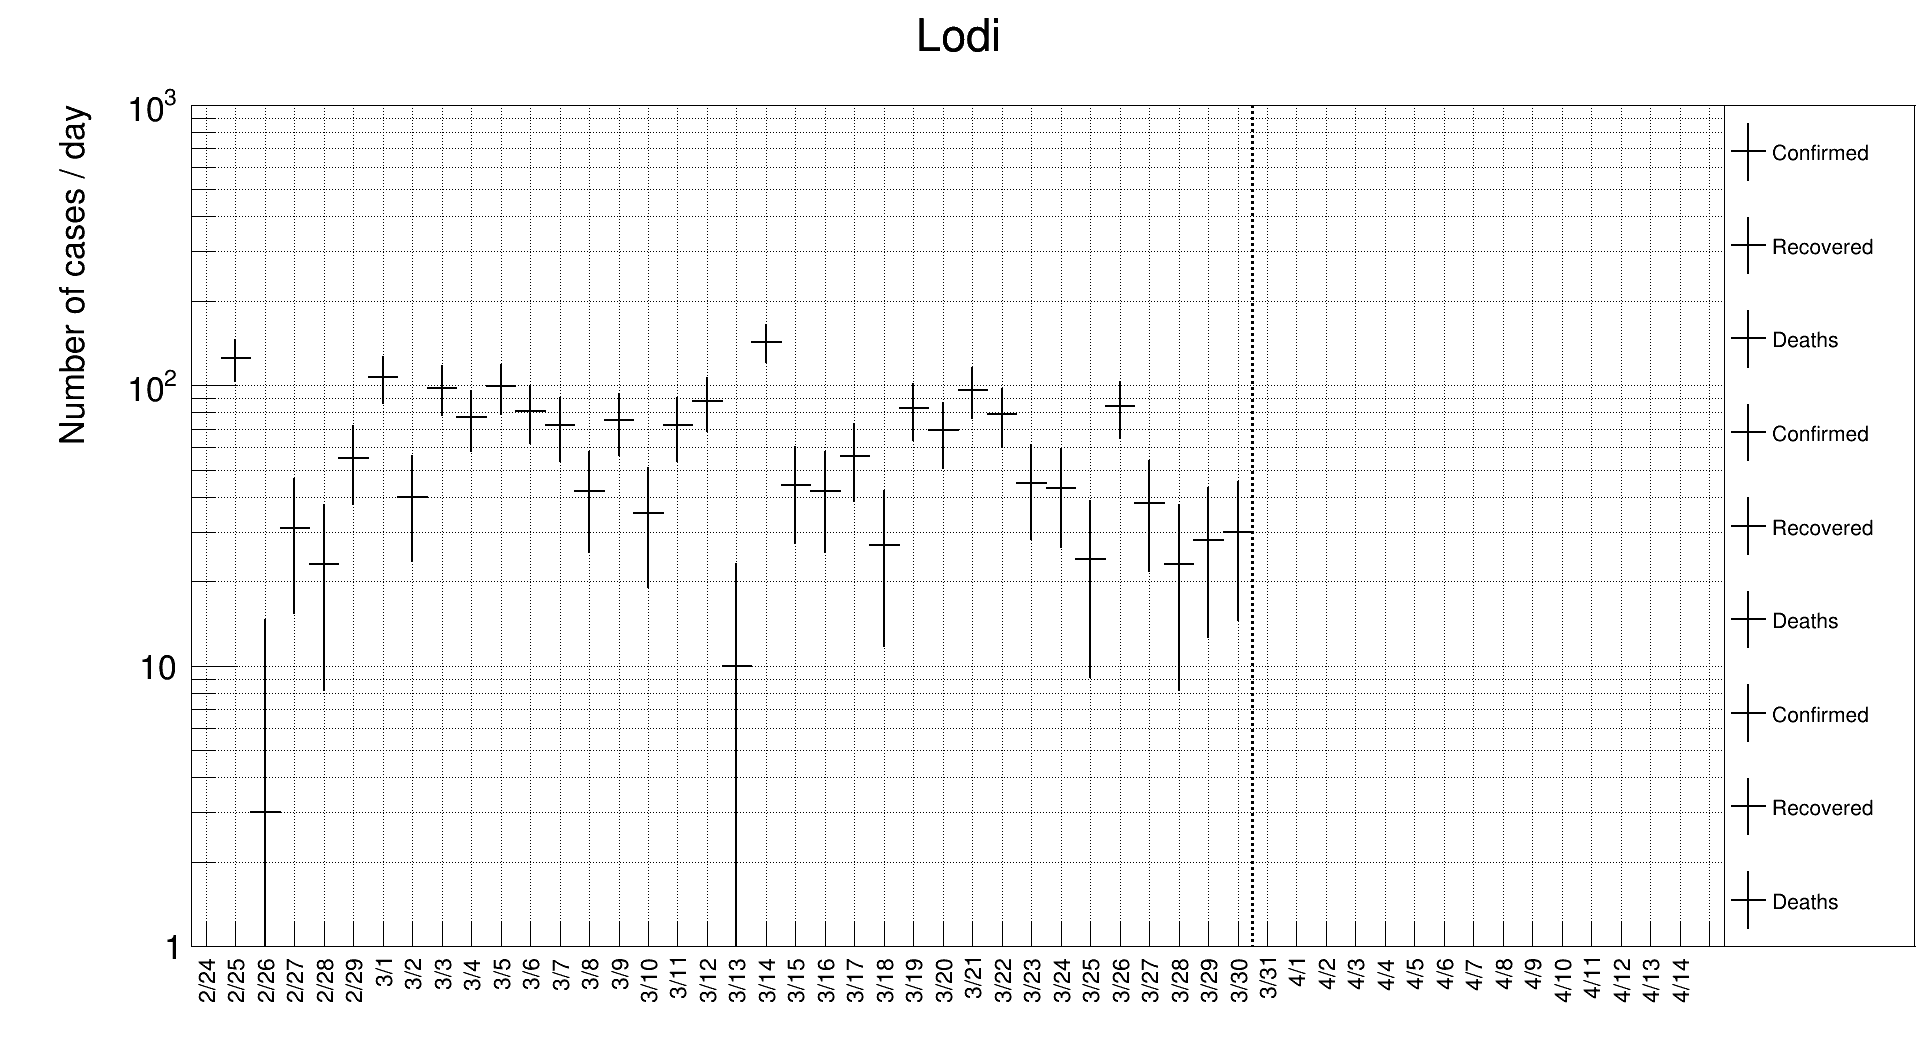 Lodi
Number of cases / day
10³
10²
10
1
2/24 2/25 2/26 2/27 2/28 2/29 3/1 3/2 3/3 3/4 3/5 3/6 3/7 3/8 3/9 3/10 3/11 3/12 3/13 3/14 3/15 3/16 3/17 3/18 3/19 3/20 3/21 3/22 3/23 3/24 3/25 3/26 3/27 3/28 3/29 3/30 3/31 4/1 4/2 4/3 4/4 4/5 4/6 4/7 4/8 4/9 4/10 4/11 4/12 4/13 4/14
Confirmed
Recovered
Deaths
Confirmed
Recovered
Deaths
Confirmed
Recovered
Deaths